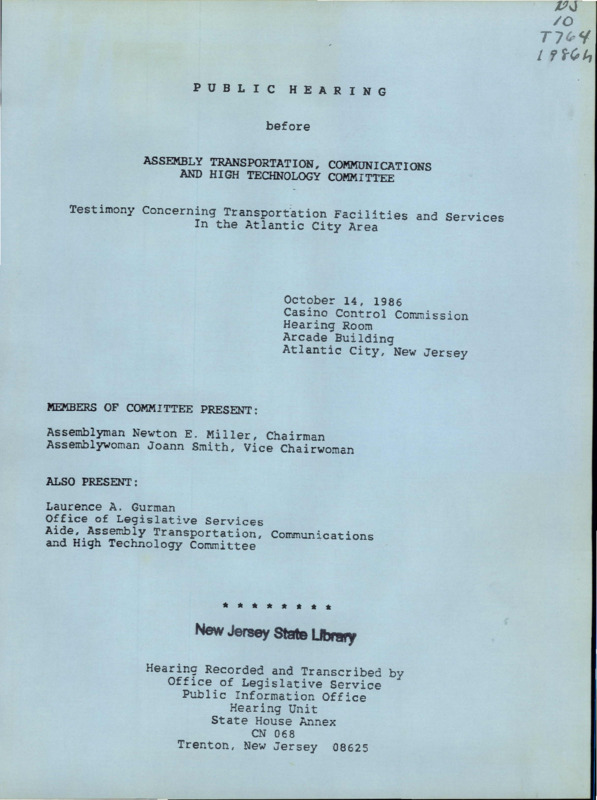 NJ
10
T764
1986h
PUBLIC HEARING
before
ASSEMBLY TRANSPORTATION, COMMUNICATIONS
AND HIGH TECHNOLOGY COMMITTEE
Testimony Concerning Transportation Facilities and Services
In the Atlantic City Area
October 14, 1986
Casino Control Commission
Hearing Room
Arcade Building
Atlantic City, New Jersey
MEMBERS OF COMMITTEE PRESENT:
Assemblyman Newton E. Miller, Chairman
Assemblywoman Joann Smith, Vice Chairwoman
ALSO PRESENT:
Laurence A. Gurman
Office of Legislative Services
Aide, Assembly Transportation, Communications
and High Technology Committee
* * * * * * * *
New Jersey State Library
Hearing Recorded and Transcribed by
Office of Legislative Service
Public Information Office
Hearing Unit
State House Annex
CN 068
Trenton, New Jersey 08625